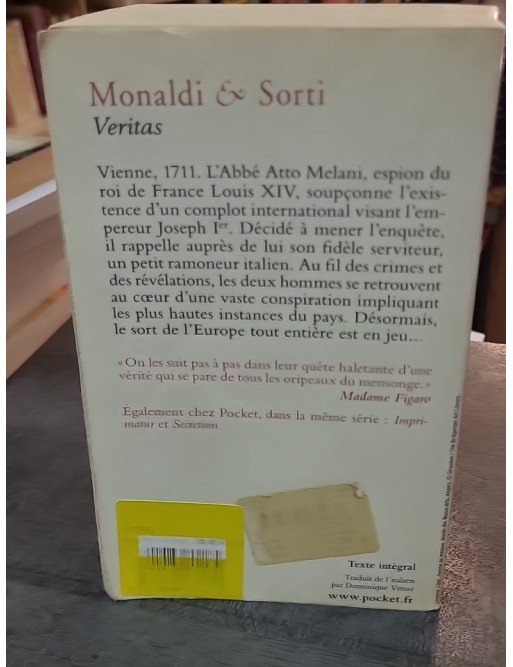 Monaldi & Sorti
Veritas
Vienne, 1711. L'Abbé Atto Melani, espion du
roi de France Louis XIV, soupçonne l'exis-
tence d'un complot international visant l'em-
pereur Joseph Ier. Décidé à mener l'enquête,
il rappelle auprès de lui son fidèle serviteur,
un petit ramoneur italien. Au fil des crimes et
des révélations, les deux hommes se retrouvent
au cœur d'une vaste conspiration impliquant
les plus hautes instances du pays. Désormais,
le sort de l'Europe tout entière est en jeu...
« On les suit pas à pas dans leur quête haletante d'une
vérité qui se pare de tous les oripeaux du mensonge. »
Madame Figaro
Également chez Pocket, dans la même série : Impri-
matur et Secretum.
Texte intégral
Traduit de l'italien
par Dominique Vittoz
www.pocket.fr